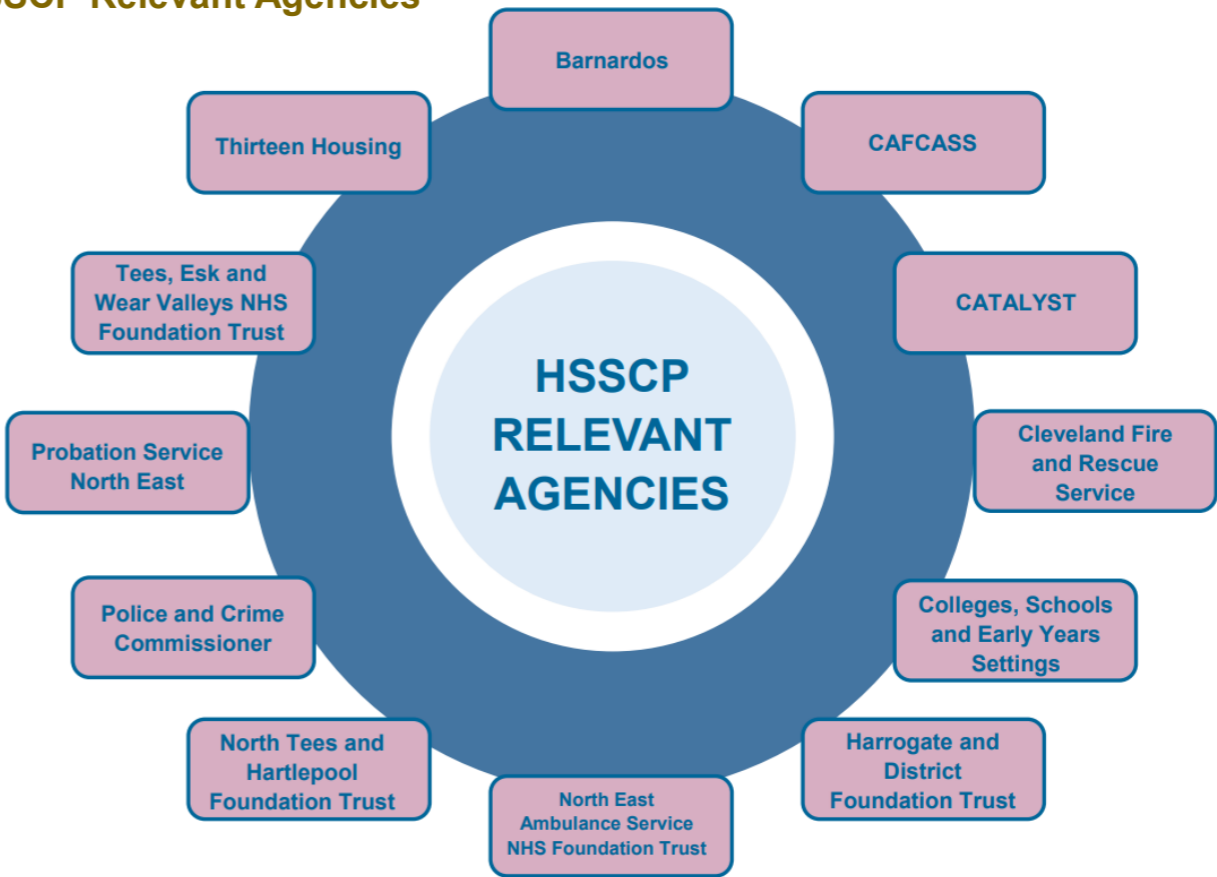 Relevant Agencies
Barnardos
CAFCASS
CATALYST
Cleveland Fire
and Rescue
Service
Colleges, Schools
and Early Years
Settings
Harrogate and
District
Foundation Trust
North East
Ambulance Service
NHS Foundation Trust
North Tees and
Hartlepool
Foundation Trust
Police and Crime
Commissioner
Probation Service
North East
Tees, Esk and
Wear Valleys NHS
Foundation Trust
Thirteen Housing
HSSCP
RELEVANT
AGENCIES